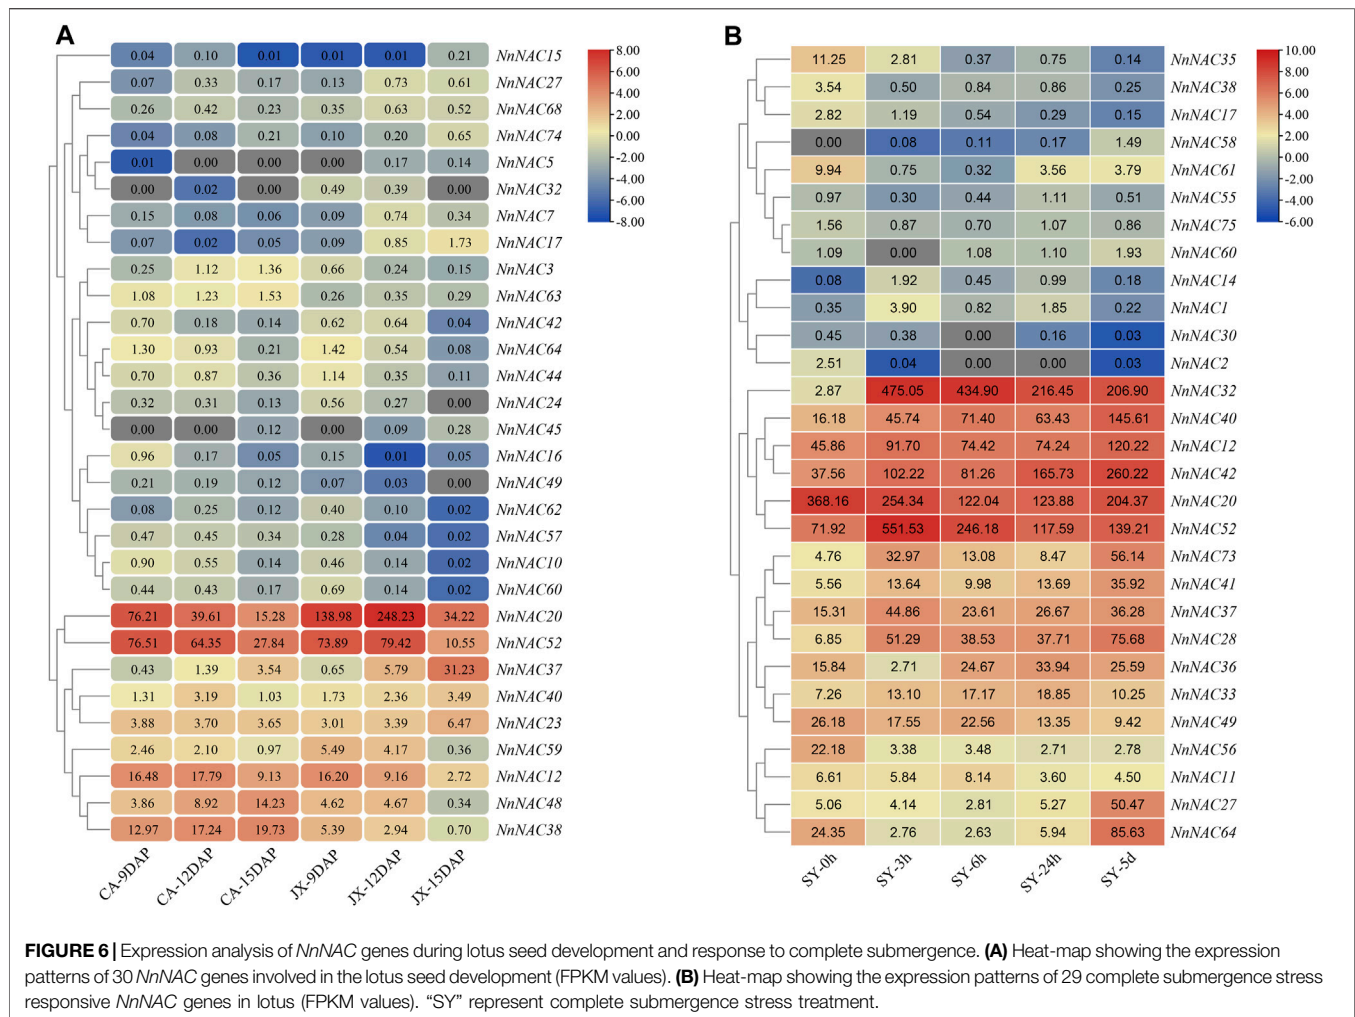 A
0.04 0.10 0.01 0.01 0.01 0.21 NnNAC15
0.07 0.33 0.17 0.13 0.73 0.61 NnNAC27
0.26 0.42 0.23 0.35 0.63 0.52 NnNAC68
0.04 0.08 0.21 0.10 0.20 0.65 NnNAC74
0.01 0.00 0.00 0.00 0.17 0.14 NnNAC5
0.00 0.02 0.00 0.49 0.39 0.00 NnNAC32
0.15 0.08 0.06 0.09 0.74 0.34 NnNAC7
0.07 0.02 0.05 0.09 0.85 1.73 NnNAC17
0.25 1.12 1.36 0.66 0.24 0.15 NnNAC3
1.08 1.23 1.53 0.26 0.35 0.29 NnNAC63
0.70 0.18 0.14 0.62 0.64 0.04 NnNAC42
1.30 0.93 0.21 1.42 0.54 0.08 NnNAC64
0.70 0.87 0.36 1.14 0.35 0.11 NnNAC44
0.32 0.31 0.13 0.56 0.27 0.00 NnNAC24
0.00 0.00 0.12 0.00 0.09 0.28 NnNAC45
0.96 0.17 0.05 0.15 0.01 0.05 NnNAC16
0.21 0.19 0.12 0.07 0.03 0.00 NnNAC49
0.08 0.25 0.12 0.40 0.10 0.02 NnNAC62
0.47 0.45 0.34 0.28 0.04 0.02 NnNAC57
0.90 0.55 0.14 0.46 0.14 0.02 NnNAC10
0.44 0.43 0.17 0.69 0.14 0.02 NnNAC60
76.21 39.61 15.28 138.98 248.23 34.22 NnNAC20
76.51 64.35 27.84 73.89 79.42 10.55 NnNAC52
0.43 1.39 3.54 0.65 5.79 31.23 NnNAC37
1.31 3.19 1.03 1.73 2.36 3.49 NnNAC40
3.88 3.70 3.65 3.01 3.39 6.47 NnNAC23
2.46 2.10 0.97 5.49 4.17 0.36 NnNAC59
16.48 17.79 9.13 16.20 9.16 2.72 NnNAC12
3.86 8.92 14.23 4.62 4.67 0.34 NnNAC48
12.97 17.24 19.73 5.39 2.94 0.70 NnNAC38
CA-9DAP CA-12DAP CA-15DAP JX-9DAP JX-12DAP JX-15DAP
8.00
6.00
4.00
2.00
0.00
-2.00
-4.00
-6.00
-8.00
B
11.25 2.81 0.37 0.75 0.14 NnNAC35
3.54 0.50 0.84 0.86 0.25 NnNAC38
2.82 1.19 0.54 0.29 0.15 NnNAC17
0.00 0.08 0.11 0.17 1.49 NnNAC58
9.94 0.75 0.32 3.56 3.79 NnNAC61
0.97 0.30 0.44 1.11 0.51 NnNAC55
1.56 0.87 0.70 1.07 0.86 NnNAC75
1.09 0.00 1.08 1.10 1.93 NnNAC60
0.08 1.92 0.45 0.99 0.18 NnNAC14
0.35 3.90 0.82 1.85 0.22 NnNAC1
0.45 0.38 0.00 0.16 0.03 NnNAC30
2.51 0.04 0.00 0.00 0.03 NnNAC2
2.87 475.05 434.90 216.45 206.90 NnNAC32
16.18 45.74 71.40 63.43 145.61 NnNAC40
45.86 91.70 74.42 74.24 120.22 NnNAC12
37.56 102.22 81.26 165.73 260.22 NnNAC42
368.16 254.34 122.04 123.88 204.37 NnNAC20
71.92 551.53 246.18 117.59 139.21 NnNAC52
4.76 32.97 13.08 8.47 56.14 NnNAC73
5.56 13.64 9.98 13.69 35.92 NnNAC41
15.31 44.86 23.61 26.67 36.28 NnNAC37
6.85 51.29 38.53 37.71 75.68 NnNAC28
15.84 2.71 24.67 33.94 25.59 NnNAC36
7.26 13.10 17.17 18.85 10.25 NnNAC33
26.18 17.55 22.56 13.35 9.42 NnNAC49
22.18 3.38 3.48 2.71 2.78 NnNAC56
6.61 5.84 8.14 3.60 4.50 NnNAC11
5.06 4.14 2.81 5.27 50.47 NnNAC27
24.35 2.76 2.63 5.94 85.63 NnNAC64
SY-0h SY-3h SY-6h SY-24h SY-5d
10.00
8.00
6.00
4.00
2.00
0.00
-2.00
-4.00
-6.00
FIGURE 6 | Expression analysis of NnNAC genes during lotus seed development and response to complete submergence. (A) Heat-map showing the expression
patterns of 30 NnNAC genes involved in the lotus seed development (FPKM values). (B) Heat-map showing the expression patterns of 29 complete submergence stress
responsive NnNAC genes in lotus (FPKM values). “SY” represent complete submergence stress treatment.